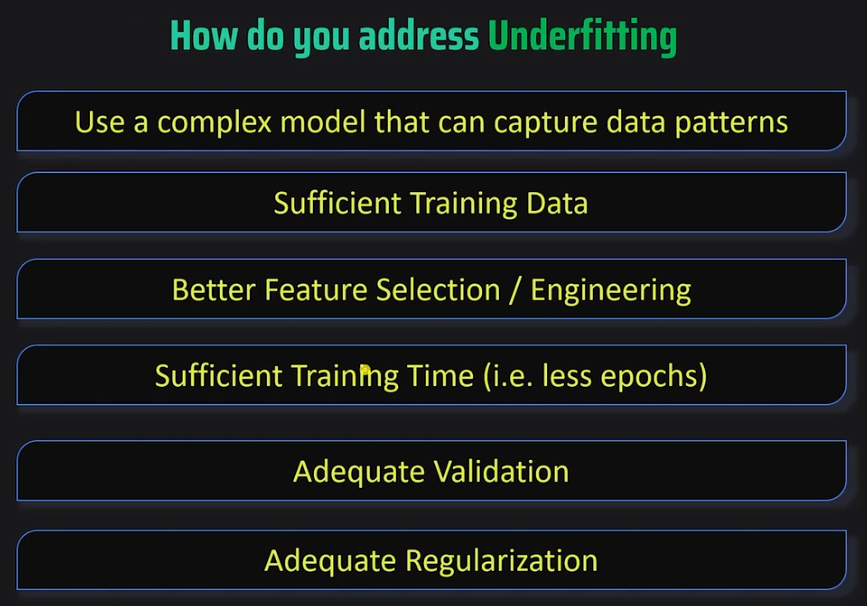 How do you address Underfitting
Use a complex model that can capture data patterns
Sufficient Training Data
Better Feature Selection / Engineering
Sufficient Training Time (i.e. less epochs)
Adequate Validation
Adequate Regularization